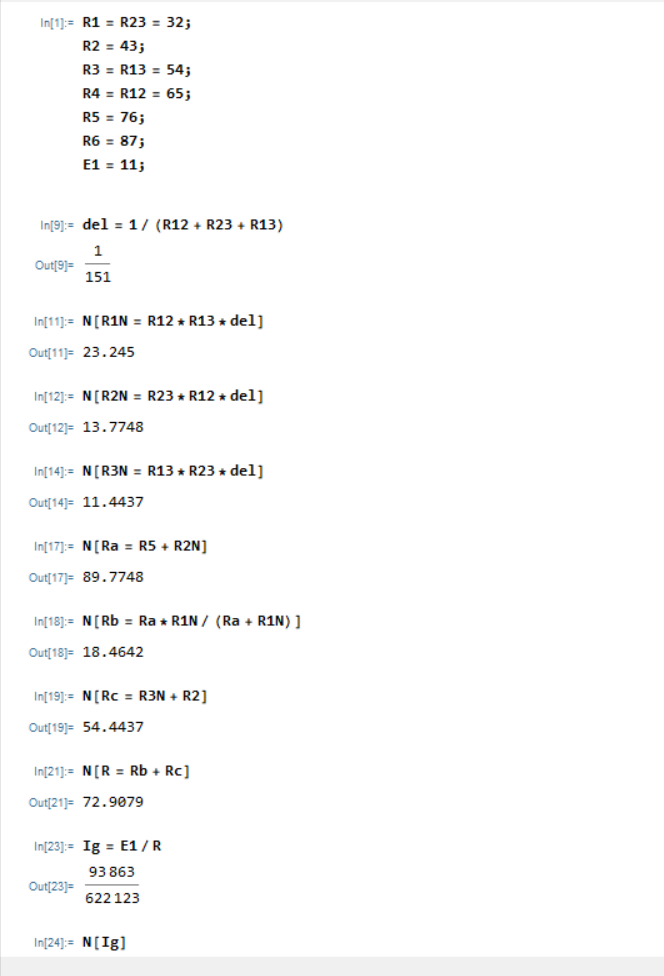 In[1]:= R1 = R23 = 32;
R2 = 43;
R3 = R13 = 54;
R4 = R12 = 65;
R5 = 76;
R6 = 87;
E1 = 11;
In[9]:= del = 1 / (R12 + R23 + R13)
Out[9]= 1
151
In[11]:= N[R1N = R12 * R13 * del]
Out[11]= 23.245
In[12]:= N[R2N = R23 * R12 * del]
Out[12]= 13.7748
In[14]:= N[R3N = R13 * R23 * del]
Out[14]= 11.4437
In[17]:= N[Ra = R5 + R2N]
Out[17]= 89.7748
In[18]:= N[Rb = Ra * R1N / (Ra + R1N) ]
Out[18]= 18.4642
In[19]:= N[Rc = R3N + R2]
Out[19]= 54.4437
In[21]:= N[R = Rb + Rc]
Out[21]= 72.9079
In[23]:= Ig = E1 / R
Out[23]= 93 863
622 123
In[24]:= N[Ig]